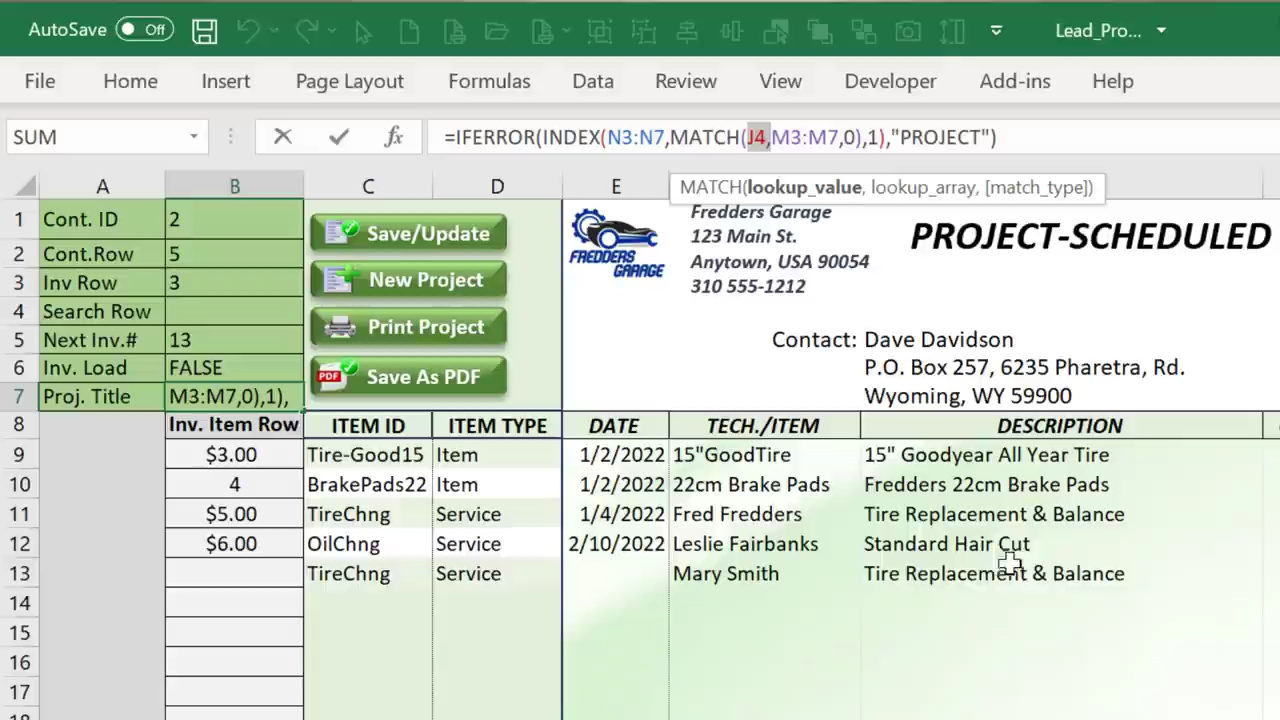 AutoSave Off Lead_Pro...
File Home Insert Page Layout Formulas Data Review View Developer Add-ins Help
SUM fx =IFERROR(INDEX(N3:N7,MATCH(J4,M3:M7,0),1),"PROJECT")
MATCH(lookup_value, lookup_array, [match_type])
A B C D E
1 Cont. ID 2
2 Cont.Row 5
3 Inv Row 3
4 Search Row
5 Next Inv.# 13
6 Inv. Load FALSE
7 Proj. Title M3:M7,0),1),
Save/Update
New Project
Print Project
PDF Save As PDF
FREDDERS
GARAGE
Fredders Garage
123 Main St.
Anytown, USA 90054
310 555-1212
PROJECT-SCHEDULED
Contact: Dave Davidson
P.O. Box 257, 6235 Pharetra, Rd.
Wyoming, WY 59900
8 Inv. Item Row ITEM ID ITEM TYPE DATE TECH./ITEM DESCRIPTION
9 $3.00 Tire-Good15 Item 1/2/2022 15"GoodTire 15" Goodyear All Year Tire
10 4 BrakePads22 Item 1/2/2022 22cm Brake Pads Fredders 22cm Brake Pads
11 $5.00 TireChng Service 1/4/2022 Fred Fredders Tire Replacement & Balance
12 $6.00 OilChng Service 2/10/2022 Leslie Fairbanks Standard Hair Cut
13 TireChng Service Mary Smith Tire Replacement & Balance
14
15
16
17